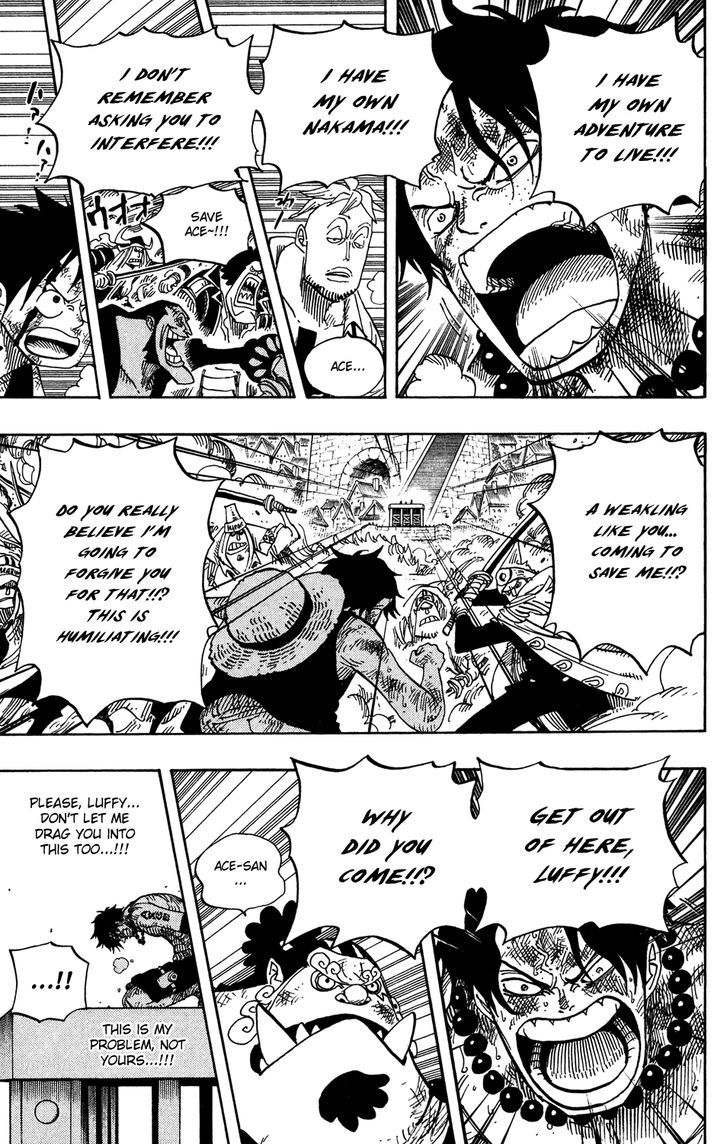 I HAVE
MY OWN
ADVENTURE
TO LIVE!!!
I HAVE
MY OWN
NAKAMA!!!
ACE...
I DON'T
REMEMBER
ASKING YOU TO
INTERFERE!!!
SAVE
ACE~!!!
A WEAKLING
LIKE YOU...
COMING TO
SAVE ME!!?
DO YOU REALLY
BELIEVE I'M
GOING TO
FORGIVE YOU
FOR THAT!!?
THIS IS
HUMILIATING!!!
GET OUT
OF HERE,
LUFFY!!!
WHY
DID YOU
COME!!?
ACE-SAN
...
PLEASE, LUFFY...
DON'T LET ME
DRAG YOU INTO
THIS TOO...!!!
...!!
THIS IS MY
PROBLEM, NOT
YOURS...!!!